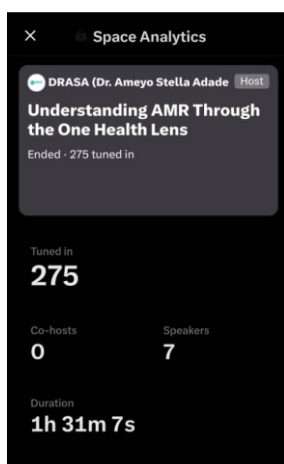 Space Analytics
DRASA (Dr. Ameyo Stella Adade Host
Understanding AMR Through
the One Health Lens
Ended · 275 tuned in
Tuned in
275
Co-hosts Speakers
0 7
Duration
1h 31m 7s